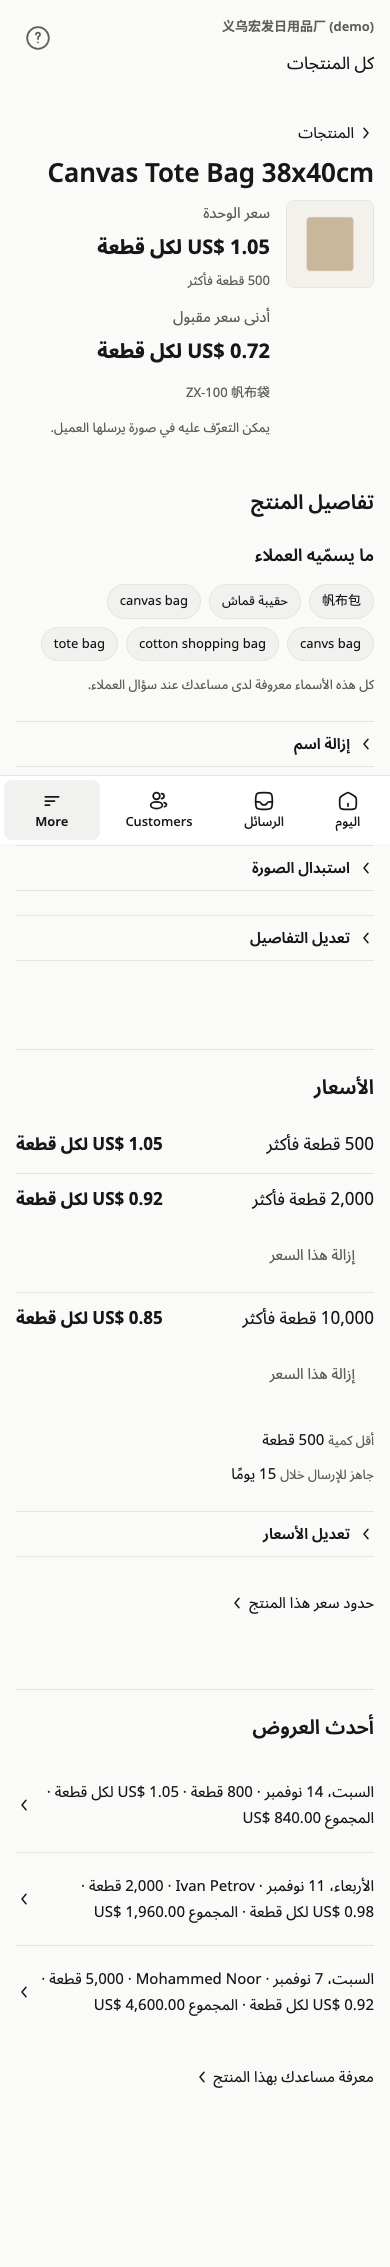 义乌宏发日用品厂 (demo)
كل المنتجات
المنتجات
Canvas Tote Bag 38x40cm
سعر الوحدة
US$ 1.05 لكل قطعة
500 قطعة فأكثر
أدنى سعر مقبول
US$ 0.72 لكل قطعة
ZX-100 帆布袋
يمكن التعرّف عليه في صورة يرسلها العميل.
تفاصيل المنتج
ما يسمّيه العملاء
帆布包 حقيبة قماش canvas bag
canvs bag cotton shopping bag tote bag
كل هذه الأسماء معروفة لدى مساعدك عند سؤال العملاء.
إزالة اسم
اليوم الرسائل Customers More
استبدال الصورة
تعديل التفاصيل
الأسعار
500 قطعة فأكثر US$ 1.05 لكل قطعة
2,000 قطعة فأكثر US$ 0.92 لكل قطعة
إزالة هذا السعر
10,000 قطعة فأكثر US$ 0.85 لكل قطعة
إزالة هذا السعر
أقل كمية 500 قطعة
جاهز للإرسال خلال 15 يومًا
تعديل الأسعار
حدود سعر هذا المنتج
أحدث العروض
السبت، 14 نوفمبر · 800 قطعة · US$ 1.05 لكل قطعة ·
المجموع US$ 840.00
الأربعاء، 11 نوفمبر · Ivan Petrov · 2,000 قطعة ·
US$ 0.98 لكل قطعة · المجموع US$ 1,960.00
السبت، 7 نوفمبر · Mohammed Noor · 5,000 قطعة ·
US$ 0.92 لكل قطعة · المجموع US$ 4,600.00
معرفة مساعدك بهذا المنتج